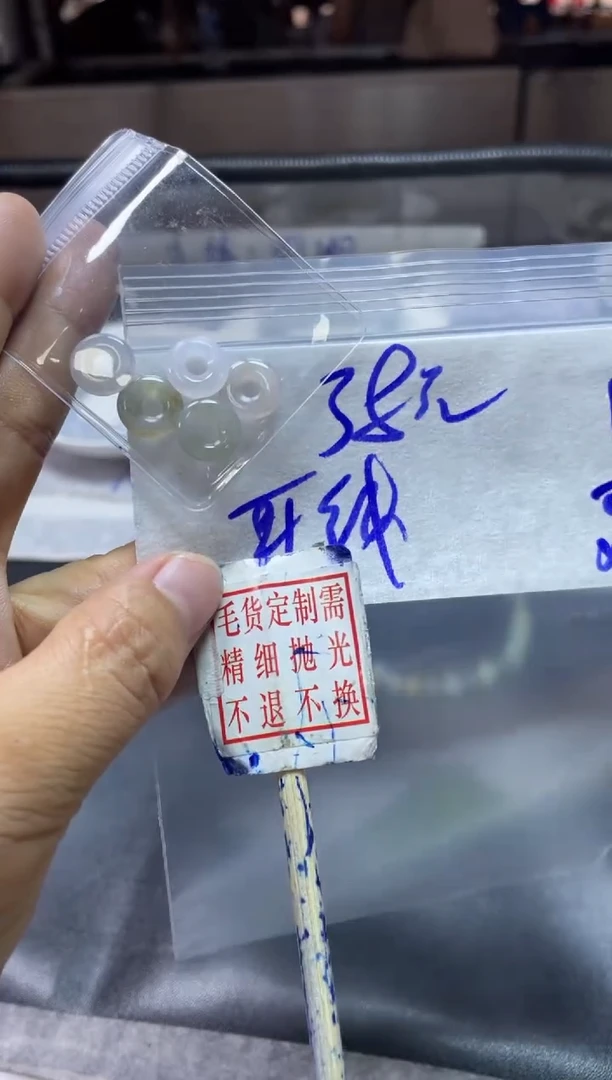 38元
耳线
毛货定制需
精细抛光
不退不换